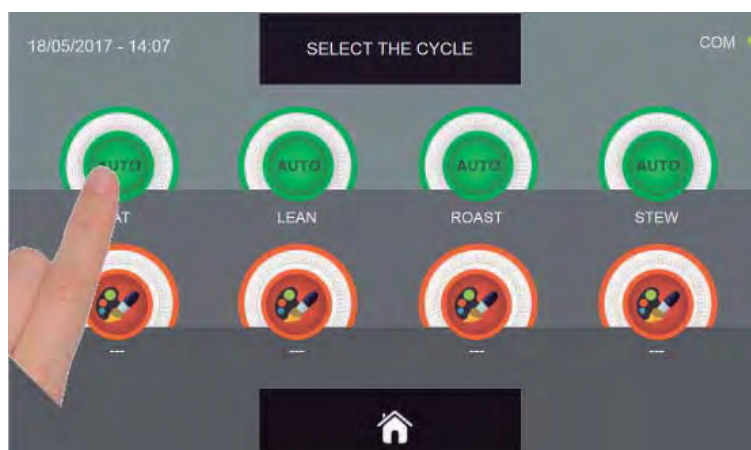 18/05/2017 - 14:07
SELECT THE CYCLE
COM
AUTO AUTO AUTO AUTO
LEAN ROAST STEW
--- --- --- ---